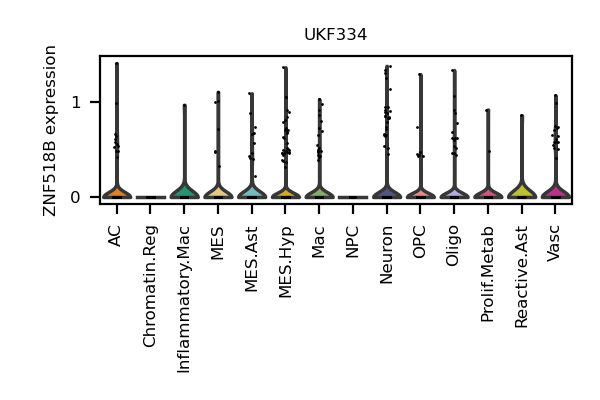 UKF334
ZNF518B expression
1
0
AC
Chromatin.Reg
Inflammatory.Mac
MES
MES.Ast
MES.Hyp
Mac
NPC
Neuron
OPC
Oligo
Prolif.Metab
Reactive.Ast
Vasc